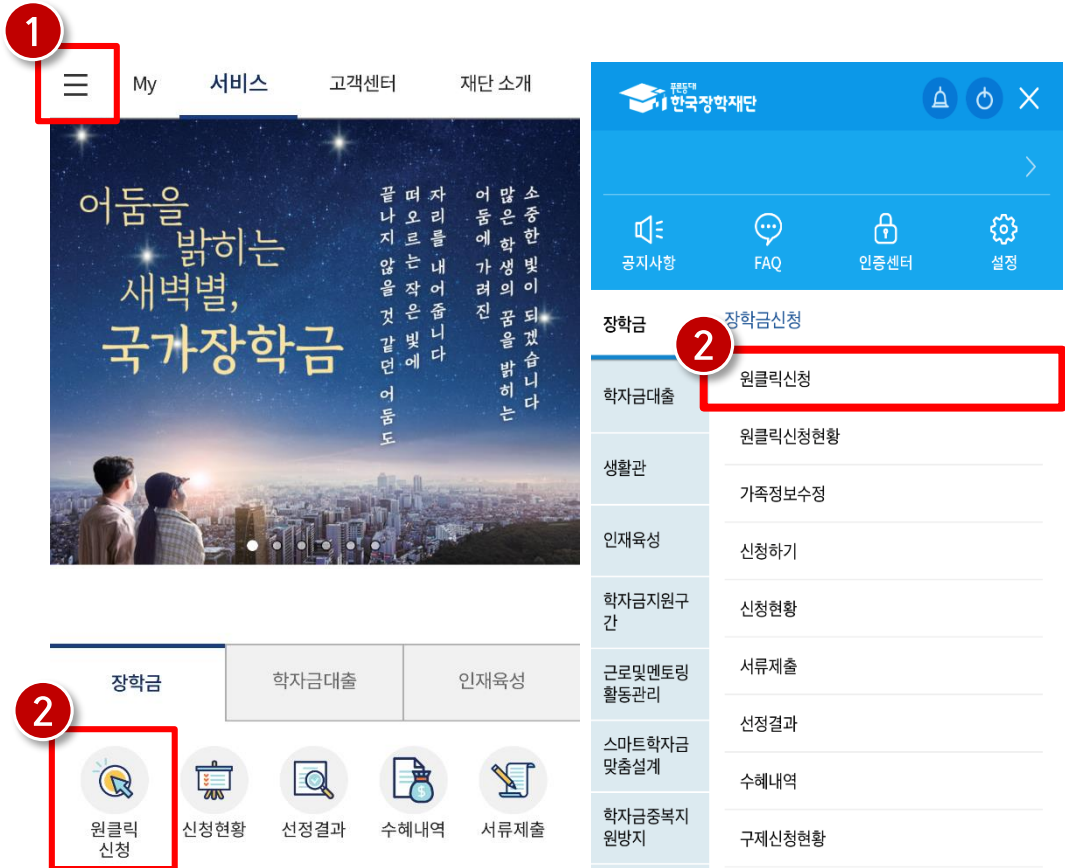 1
My
서비스
고객센터
재단 소개
어둠을
밝히는
새벽별,
국가장학금
소중한 빛이 되겠습니다
많은 학생의 꿈을 밝히는
어둠에 가려진
자리를 내어줍니다
떠오르는 작은 빛에
끝나지 않을 것 같던 어둠도
장학금
학자금대출
인재육성
2
원클릭
신청
신청현황
선정결과
수혜내역
서류제출
푸른등대
한국장학재단
공지사항
FAQ
인증센터
설정
장학금
학자금대출
생활관
인재육성
학자금지원구
간
근로및멘토링
활동관리
스마트학자금
맞춤설계
학자금중복지
원방지
장학금신청
2
원클릭신청
원클릭신청현황
가족정보수정
신청하기
신청현황
서류제출
선정결과
수혜내역
구제신청현황